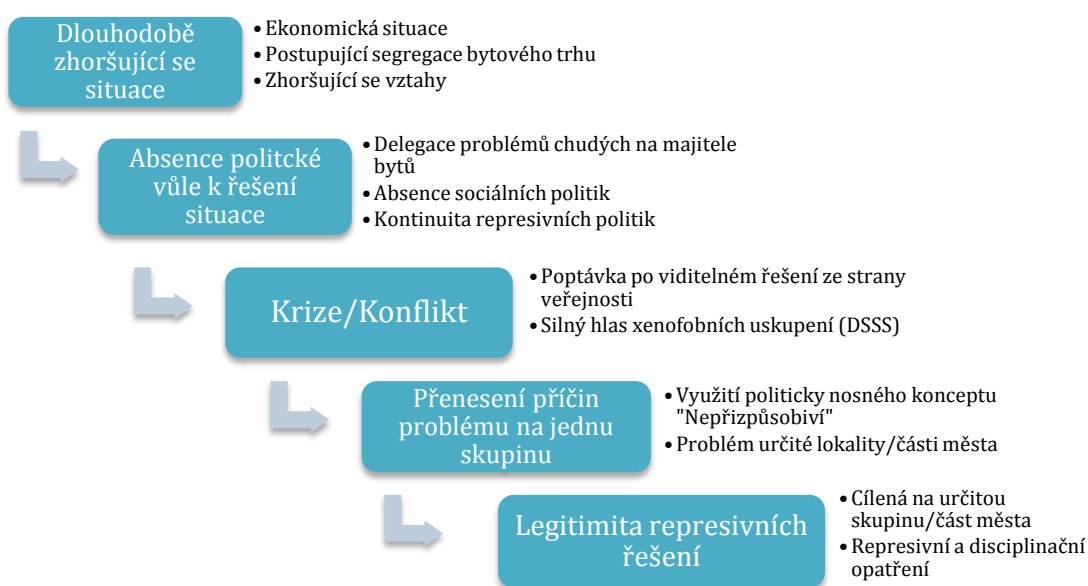 Dlouhodobě
zhoršující se
situace
• Ekonomická situace
• Postupující segregace bytového trhu
• Zhoršující se vztahy
Absence politcké
vůle k řešení
situace
• Delegace problémů chudých na majitele
bytů
• Absence sociálních politik
• Kontinuita represivních politik
Krize/Konflikt
• Poptávka po viditelném řešení ze strany
veřejnosti
• Silný hlas xenofobních uskupení (DSSS)
Přenesení příčin
problému na jednu
skupinu
• Využití politicky nosného konceptu
"Nepřizpůsobiví"
• Problém určité lokality/části města
Legitimita represivních
řešení
• Cílená na určitou
skupinu/část města
• Represivní a disciplinační
opatření